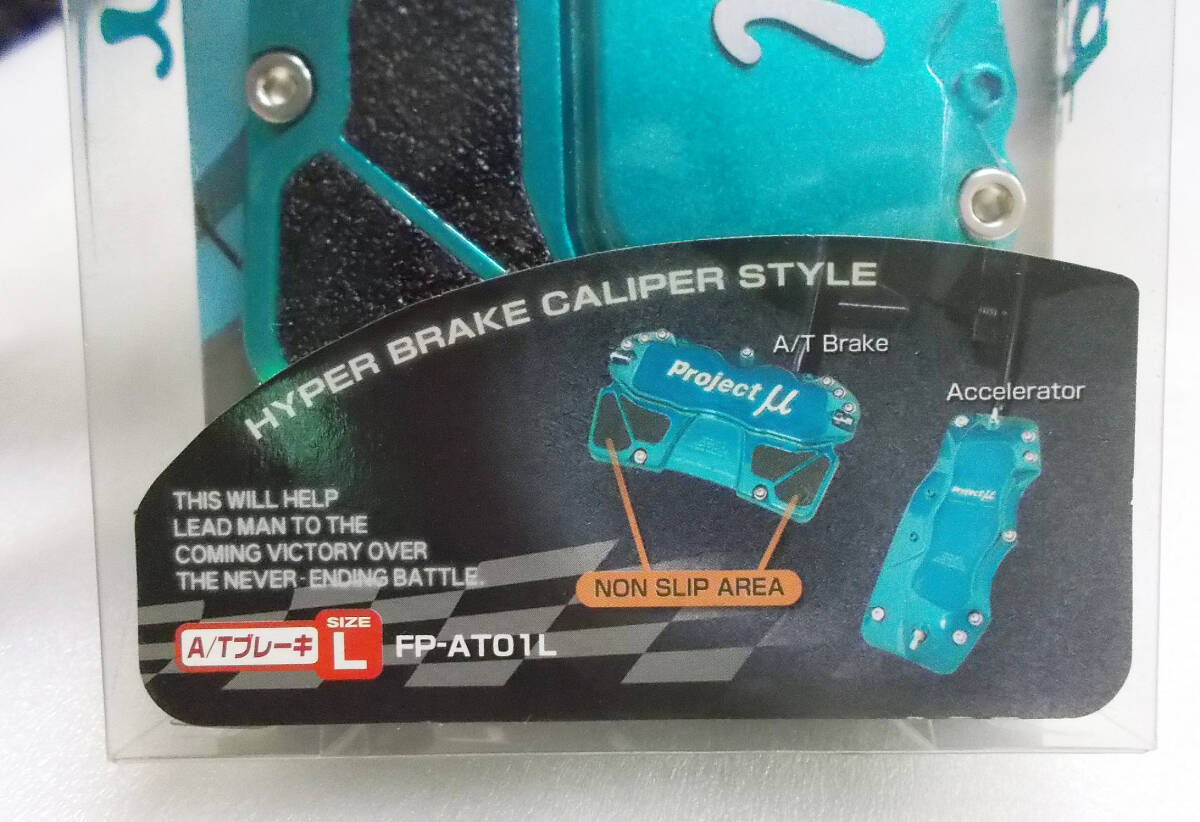 HYPER BRAKE CALIPER STYLE
A/T Brake
Project μ
Accelerator
Project μ
THIS WILL HELP
LEAD MAN TO THE
COMING VICTORY OVER
THE NEVER-ENDING BATTLE.
NON SLIP AREA
A/Tブレーキ SIZE L FP-AT01L